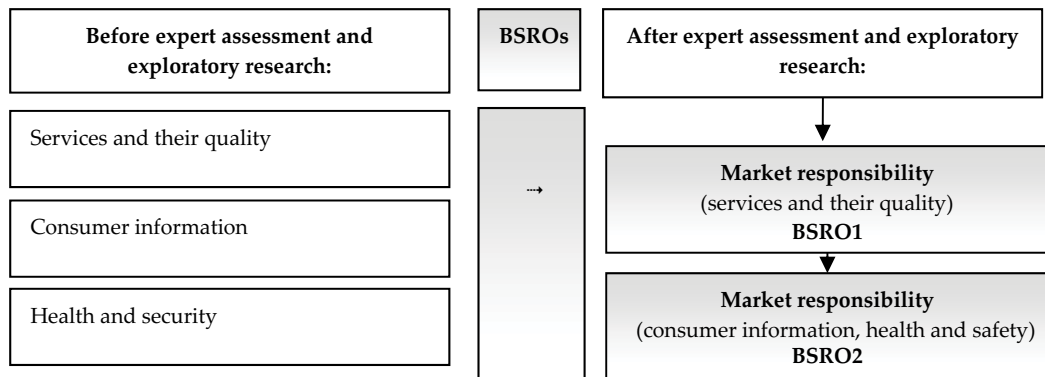 Before expert assessment and
exploratory research:
BSROs
After expert assessment and exploratory
research:
Services and their quality
Consumer information
Health and security
⇢
Market responsibility
(services and their quality)
BSRO1
Market responsibility
(consumer information, health and safety)
BSRO2